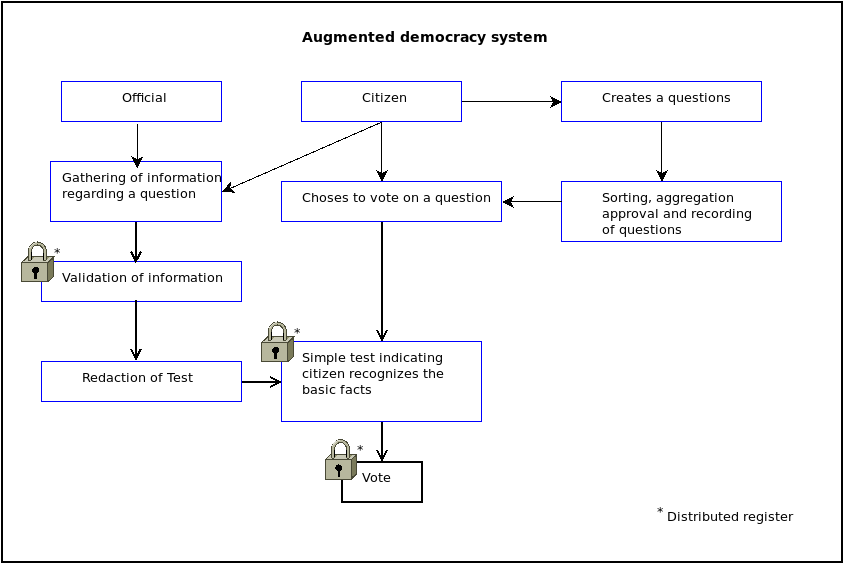 Augmented democracy system
Official
Citizen
Creates a questions
Gathering of information
regarding a question
Choses to vote on a question
Sorting, aggregation
approval and recording
of questions
*
Validation of information
*
Simple test indicating
citizen recognizes the
basic facts
Redaction of Test
*
Vote
* Distributed register